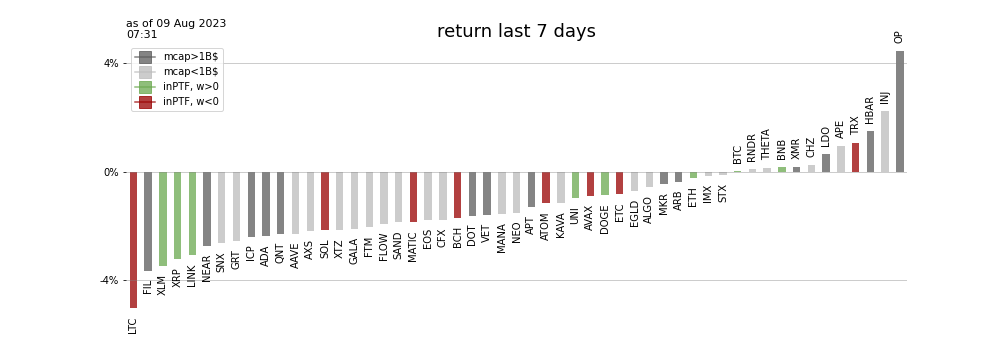 as of 09 Aug 2023
07:31
return last 7 days
mcap>1B$
mcap<1B$
inPTF, w>0
inPTF, w<0
4%
0%
-4%
LTC
FIL
XLM
XRP
LINK
NEAR
SNX
GRT
ICP
ADA
QNT
AAVE
AXS
SOL
XTZ
GALA
FTM
FLOW
SAND
MATIC
EOS
CFX
BCH
DOT
VET
MANA
NEO
APT
ATOM
KAVA
UNI
AVAX
DOGE
ETC
EGLD
ALGO
MKR
ARB
ETH
IMX
STX
BTC
RNDR
THETA
BNB
XMR
CHZ
LDO
APE
TRX
HBAR
INJ
OP